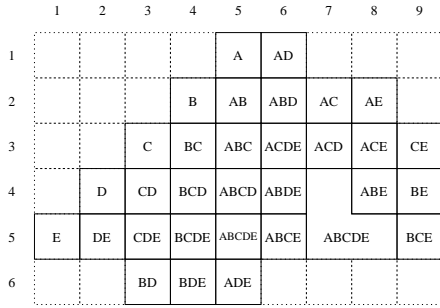 1 2 3 4 5 6 7 8 9
1 A AD
2 B AB ABD AC AE
3 C BC ABC ACDE ACD ACE CE
4 D CD BCD ABCD ABDE ABE BE
5 E DE CDE BCDE ABCDE ABCE ABCDE BCE
6 BD BDE ADE